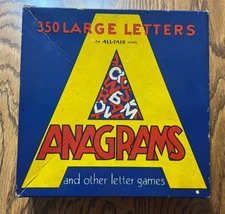 350 LARGE LETTERS
AN ALL-FAIR GAME
ANAGRAMS
and other letter games